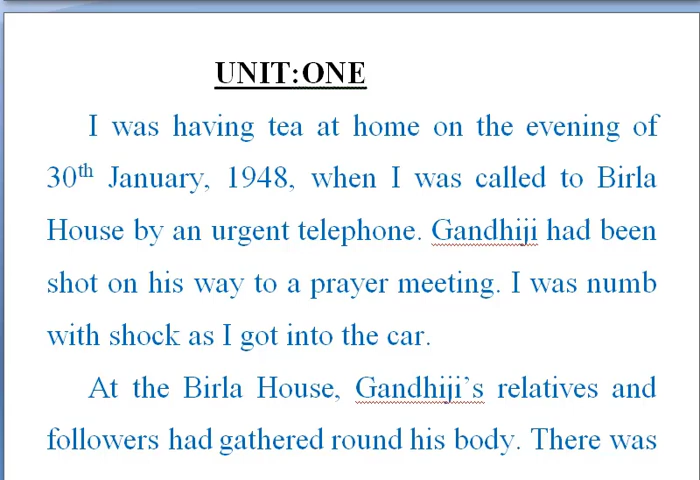 UNIT:ONE
I was having tea at home on the evening of
30th January, 1948, when I was called to Birla
House by an urgent telephone. Gandhiji had been
shot on his way to a prayer meeting. I was numb
with shock as I got into the car.
At the Birla House, Gandhiji’s relatives and
followers had gathered round his body. There was